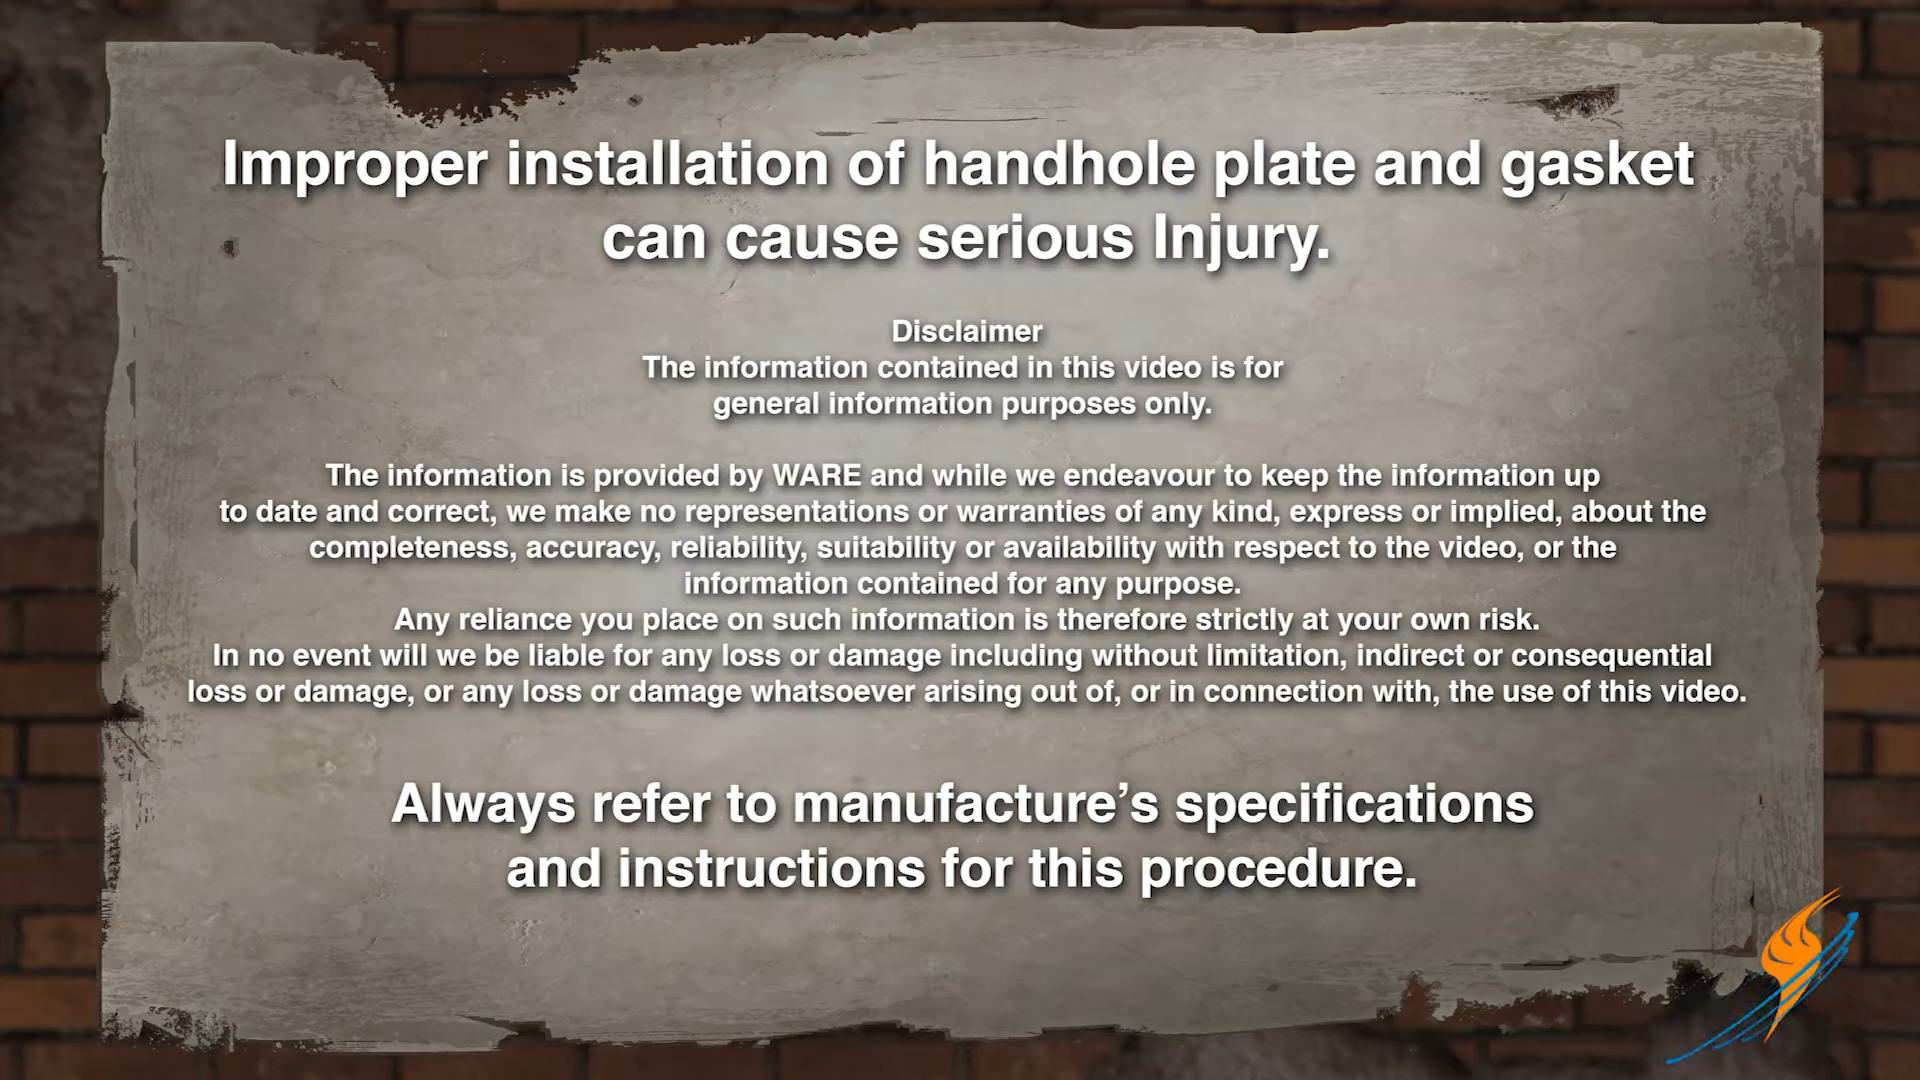 Improper installation of handhole plate and gasket
can cause serious Injury.
Disclaimer
The information contained in this video is for
general information purposes only.
The information is provided by WARE and while we endeavour to keep the information up
to date and correct, we make no representations or warranties of any kind, express or implied, about the
completeness, accuracy, reliability, suitability or availability with respect to the video, or the
information contained for any purpose.
Any reliance you place on such information is therefore strictly at your own risk.
In no event will we be liable for any loss or damage including without limitation, indirect or consequential
loss or damage, or any loss or damage whatsoever arising out of, or in connection with, the use of this video.
Always refer to manufacture’s specifications
and instructions for this procedure.